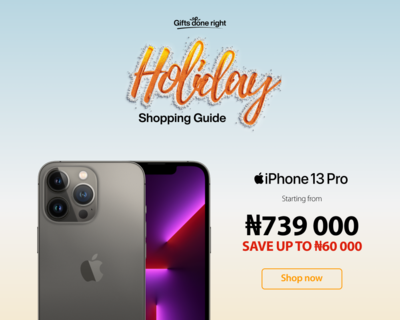 Gifts done right
Holiday
Shopping Guide
iPhone 13 Pro
Starting from
₦739 000
SAVE UP TO ₦60 000
Shop now